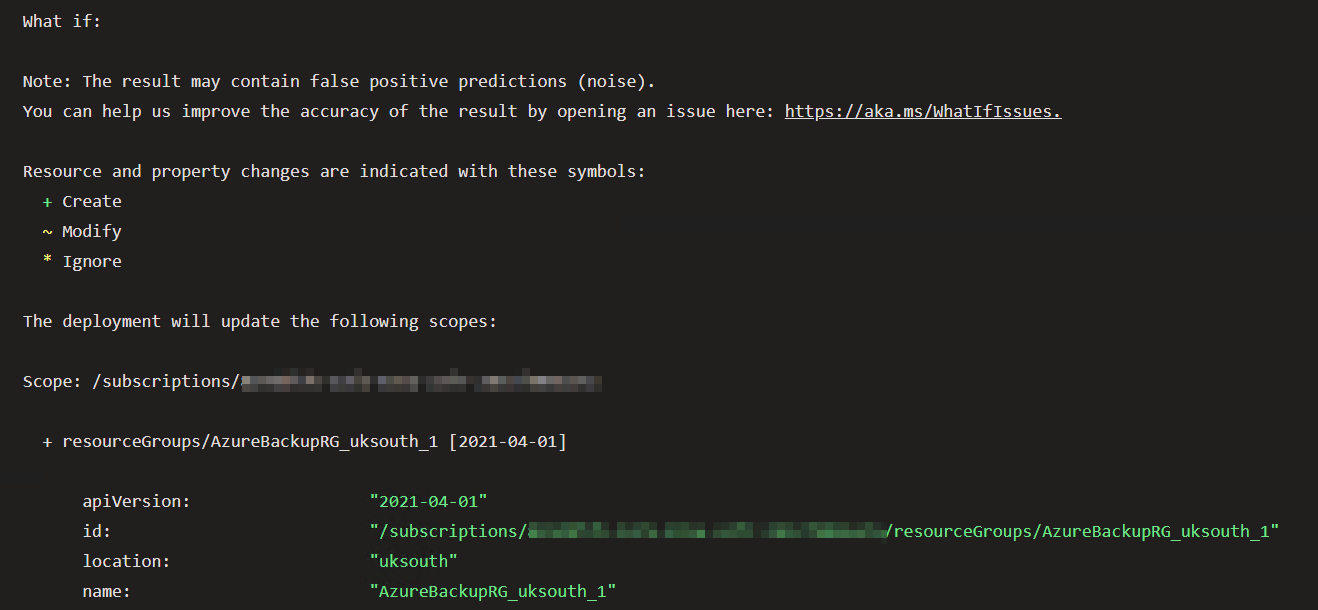 What if:
Note: The result may contain false positive predictions (noise).
You can help us improve the accuracy of the result by opening an issue here: https://aka.ms/WhatIfIssues.
Resource and property changes are indicated with these symbols:
+ Create
~ Modify
* Ignore
The deployment will update the following scopes:
Scope: /subscriptions/
+ resourceGroups/AzureBackupRG_uksouth_1 [2021-04-01]
apiVersion: "2021-04-01"
id: "/subscriptions/ /resourceGroups/AzureBackupRG_uksouth_1"
location: "uksouth"
name: "AzureBackupRG_uksouth_1"